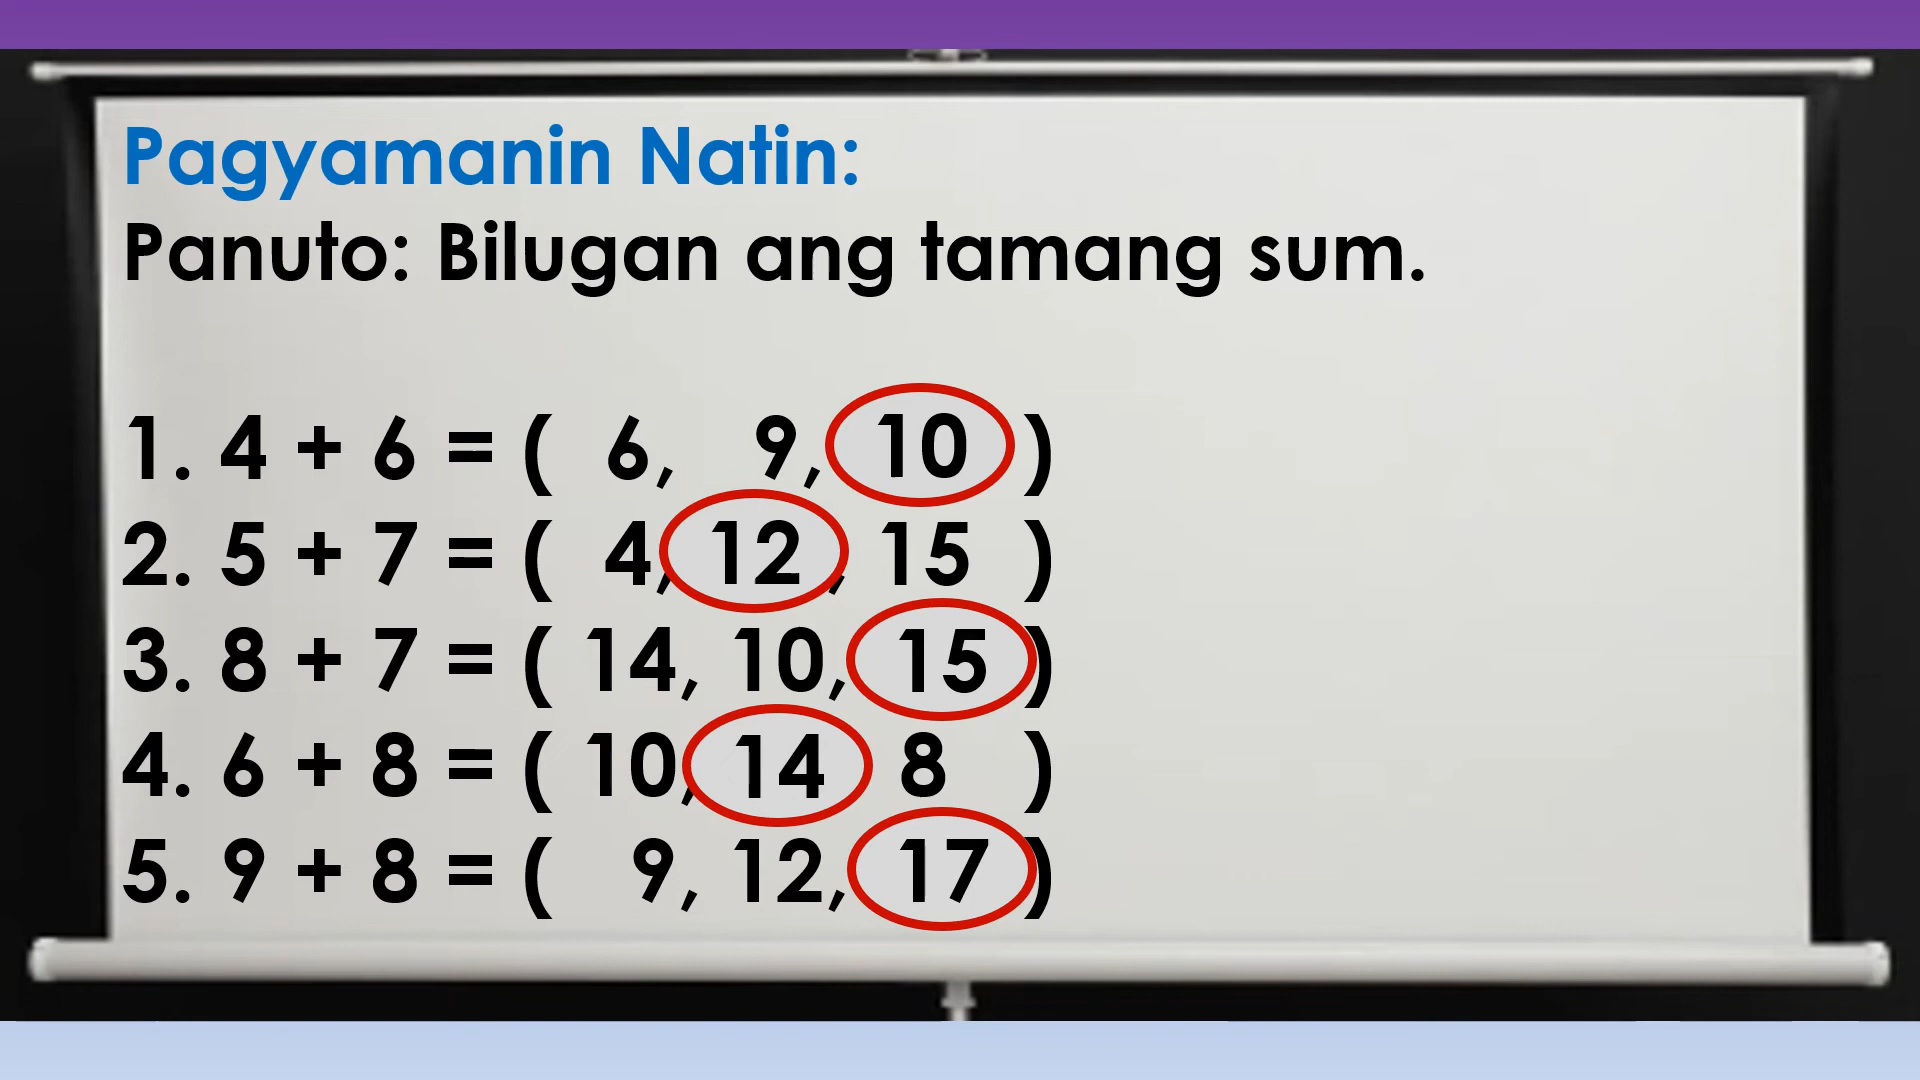 Pagyamanin Natin:
Panuto: Bilugan ang tamang sum.
1. 4 + 6 = ( 6, 9, 10 )
2. 5 + 7 = ( 4, 12, 15 )
3. 8 + 7 = ( 14, 10, 15 )
4. 6 + 8 = ( 10, 14 8 )
5. 9 + 8 = ( 9, 12, 17 )